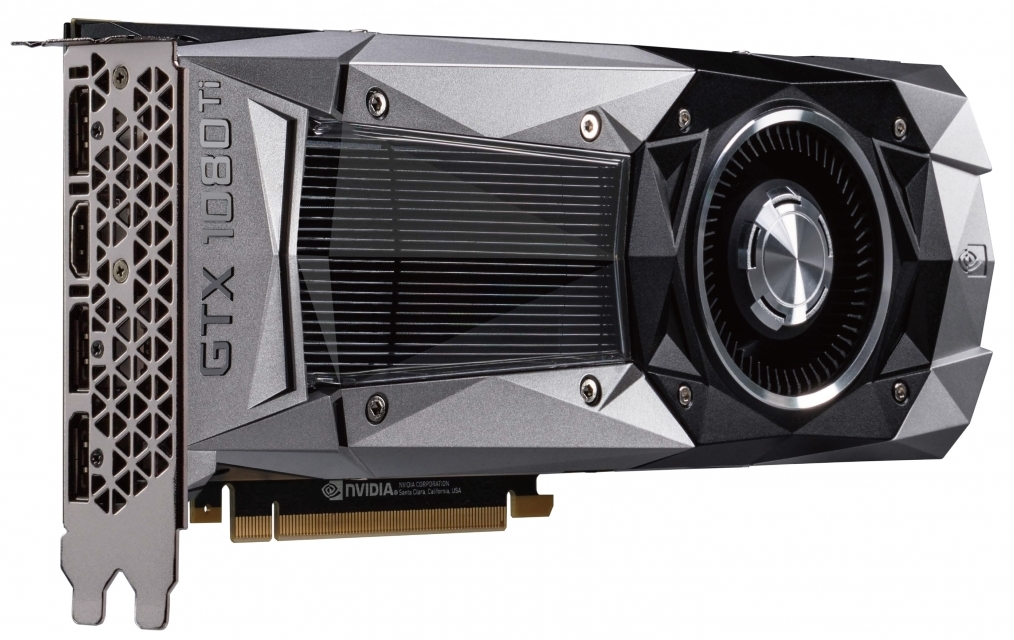 GTX 1080 Ti
NVIDIA®
NVIDIA CORPORATION
Santa Clara, California, USA